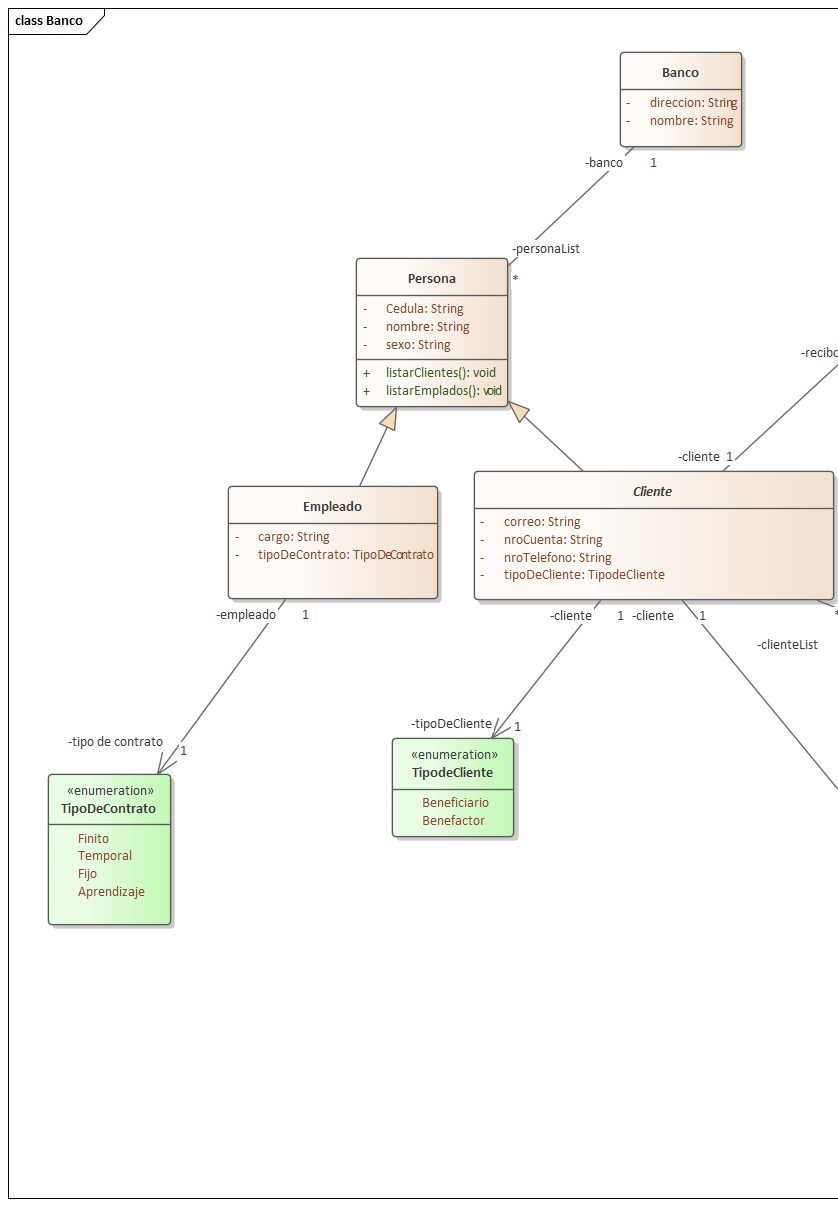 class Banco
Banco
- direccion: String
- nombre: String
-banco 1
-personaList
*
Persona
- Cedula: String
- nombre: String
- sexo: String
+ listarClientes(): void
+ listarEmplados(): void
-recibo
-cliente 1
Empleado
- cargo: String
- tipoDeContrato: TipoDeContrato
Cliente
- correo: String
- nroCuenta: String
- nroTelefono: String
- tipoDeCliente: TipodeCliente
-empleado 1
-cliente 1
-cliente 1
*
-clienteList
-tipo de contrato
1
-tipoDeCliente
1
«enumeration»
TipoDeContrato
Finito
Temporal
Fijo
Aprendizaje
«enumeration»
TipodeCliente
Beneficiario
Benefactor